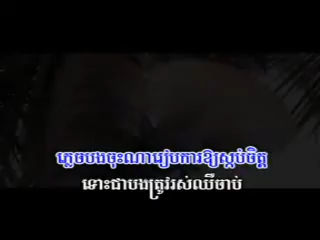 ភ្លេចបងចុះណារៀបការឱ្យស្កប់ចិត្ត
ទោះជាបងត្រូវរស់ឈឺចាប់